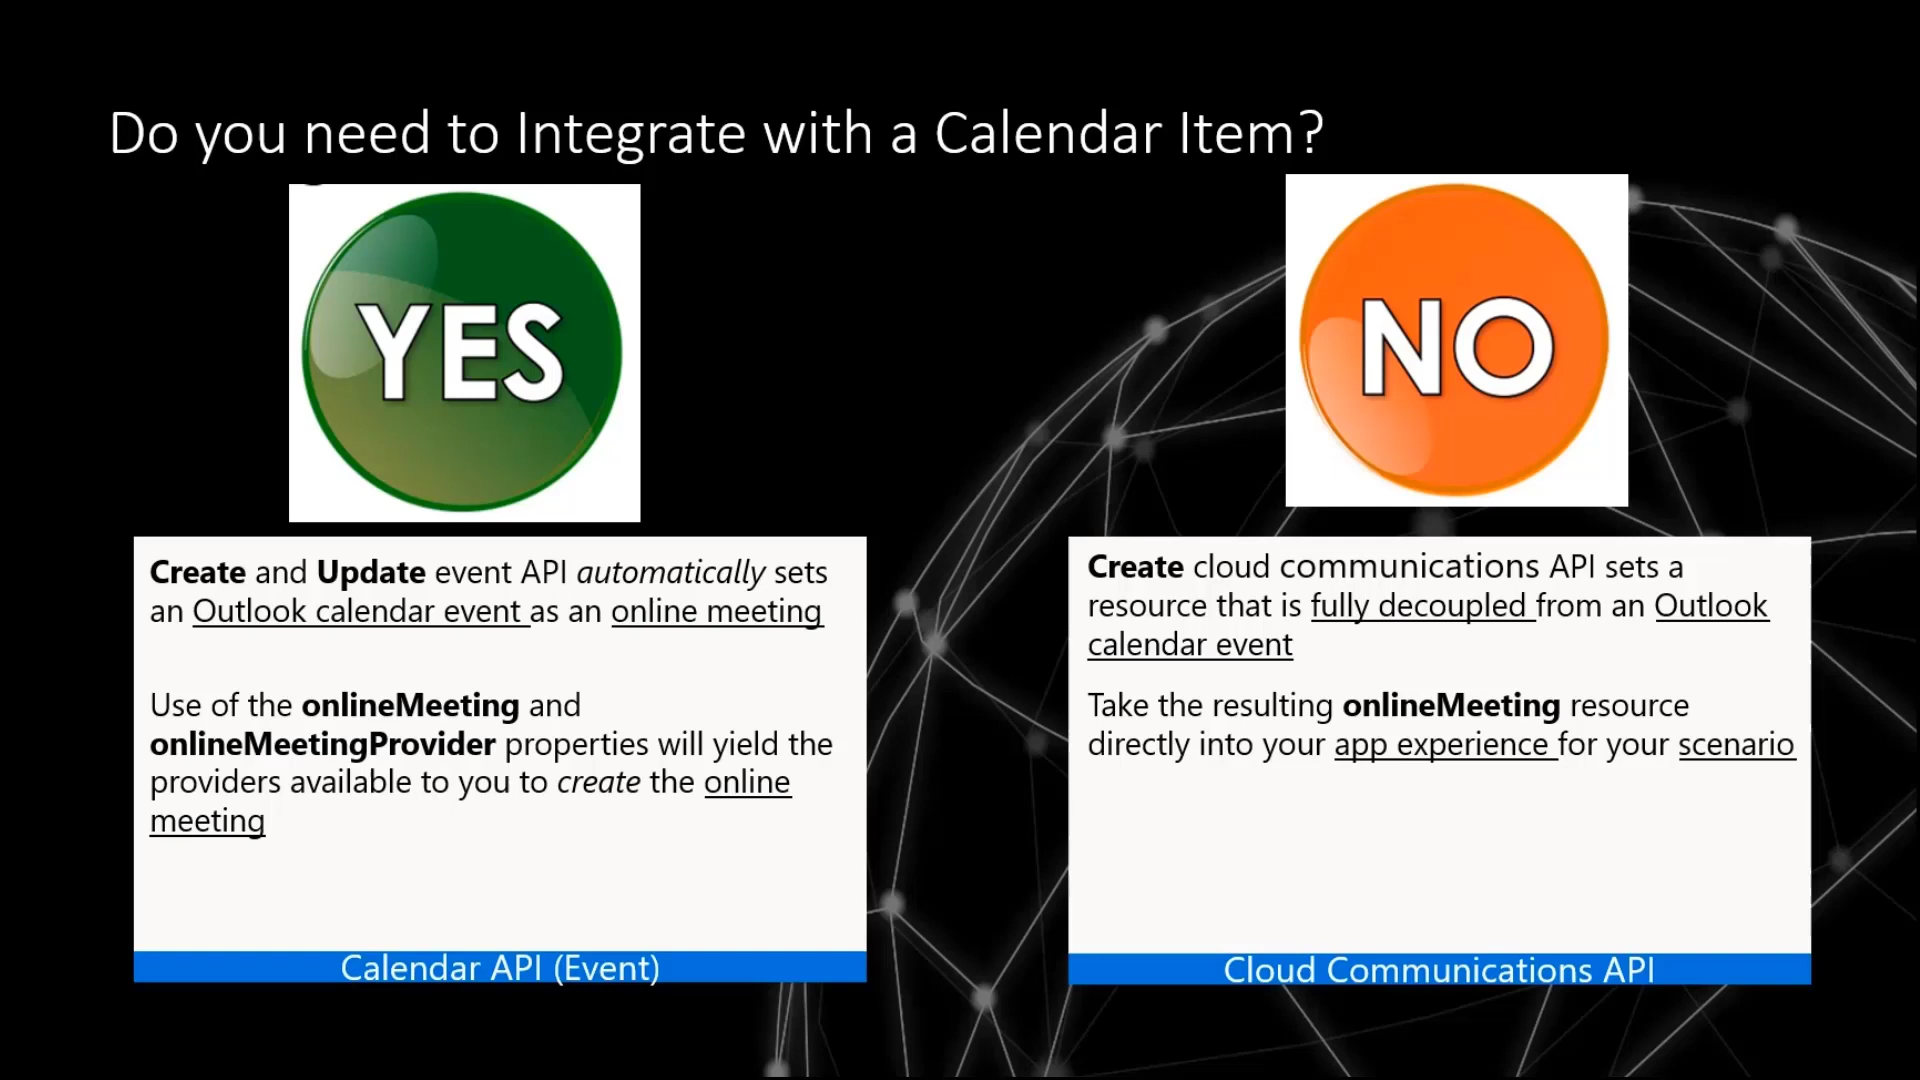 Do you need to Integrate with a Calendar Item?
YES
Create and Update event API automatically sets
an Outlook calendar event as an online meeting
Use of the onlineMeeting and
onlineMeetingProvider properties will yield the
providers available to you to create the online
meeting
Calendar API (Event)
NO
Create cloud communications API sets a
resource that is fully decoupled from an Outlook
calendar event
Take the resulting onlineMeeting resource
directly into your app experience for your scenario
Cloud Communications API